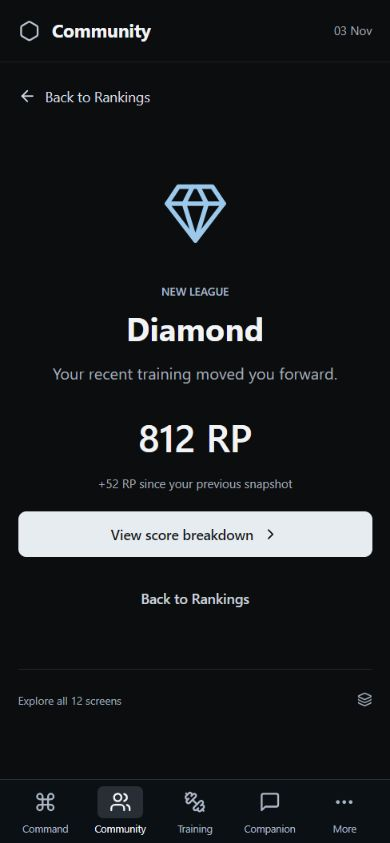 Community
03 Nov
Back to Rankings
NEW LEAGUE
Diamond
Your recent training moved you forward.
812 RP
+52 RP since your previous snapshot
View score breakdown
Back to Rankings
Explore all 12 screens
Command
Community
Training
Companion
More